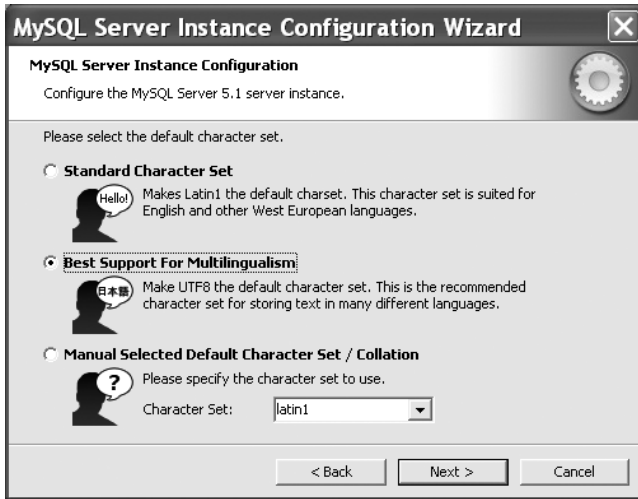 MySQL Server Instance Configuration Wizard
MySQL Server Instance Configuration
Configure the MySQL Server 5.1 server instance.
Please select the default character set.
Standard Character Set
Hello!
Makes Latin1 the default charset. This character set is suited for
English and other West European languages.
Best Support For Multilingualism
日本語
Make UTF8 the default character set. This is the recommended
character set for storing text in many different languages.
Manual Selected Default Character Set / Collation
?
Please specify the character set to use.
Character Set: latin1
< Back Next > Cancel